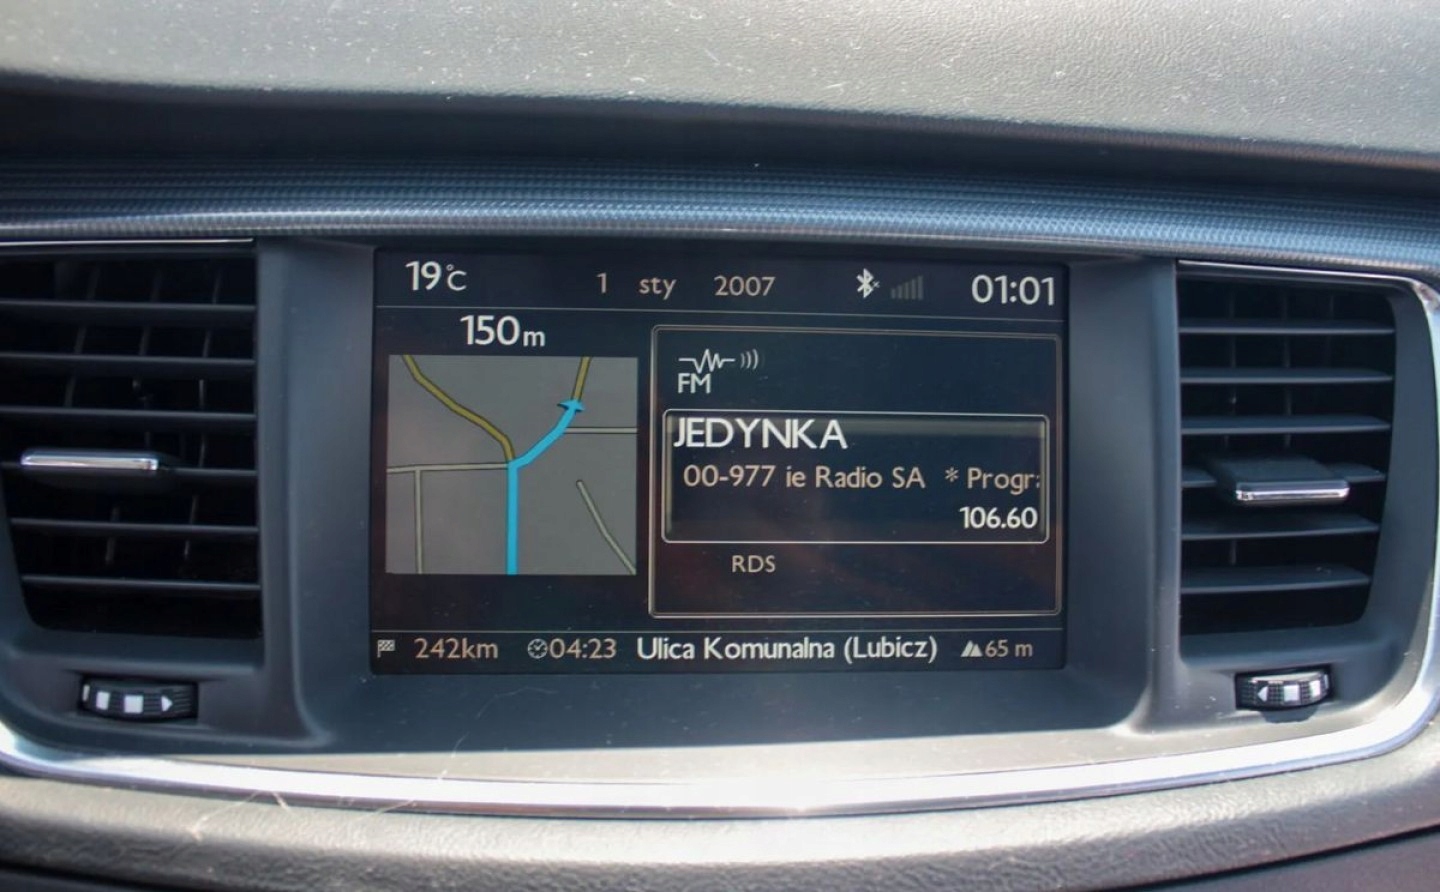 19°C 1 sty 2007 01:01
150m
FM
JEDYNKA
00-977 ie Radio SA * Progr
106.60
RDS
242km 04:23 Ulica Komunalna (Lubicz) 65 m